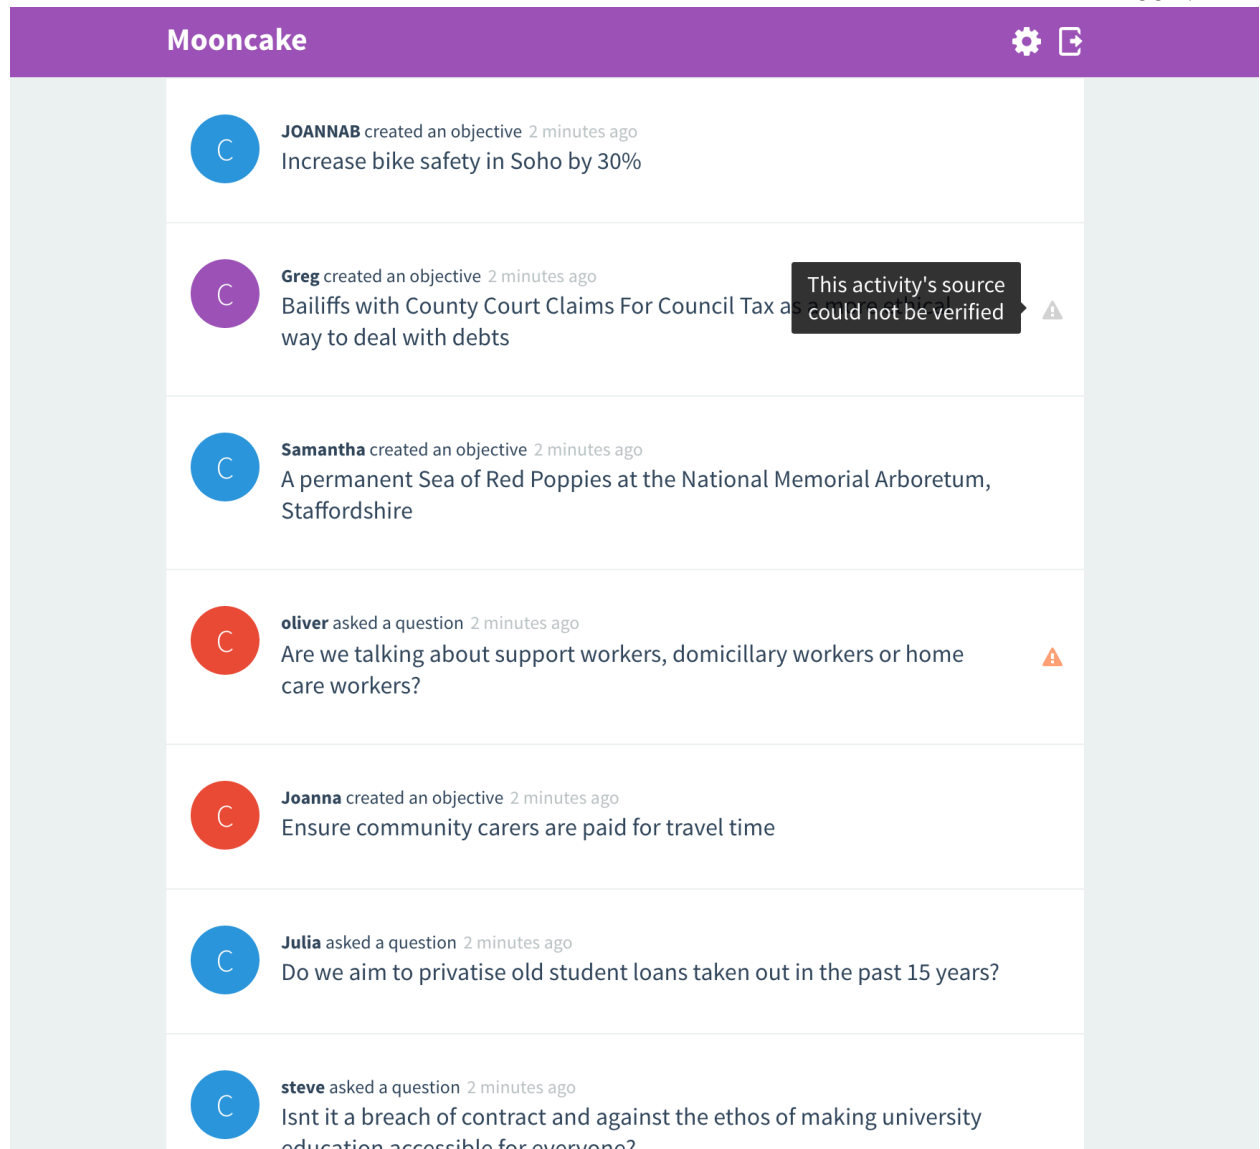 Mooncake
C
JOANNAB created an objective 2 minutes ago
Increase bike safety in Soho by 30%
C
Greg created an objective 2 minutes ago
Bailiffs with County Court Claims For Council Tax as a more ethical
way to deal with debts
This activity's source
could not be verified
C
Samantha created an objective 2 minutes ago
A permanent Sea of Red Poppies at the National Memorial Arboretum,
Staffordshire
C
oliver asked a question 2 minutes ago
Are we talking about support workers, domicillary workers or home
care workers?
C
Joanna created an objective 2 minutes ago
Ensure community carers are paid for travel time
C
Julia asked a question 2 minutes ago
Do we aim to privatise old student loans taken out in the past 15 years?
C
steve asked a question 2 minutes ago
Isnt it a breach of contract and against the ethos of making university
education accessible for everyone?